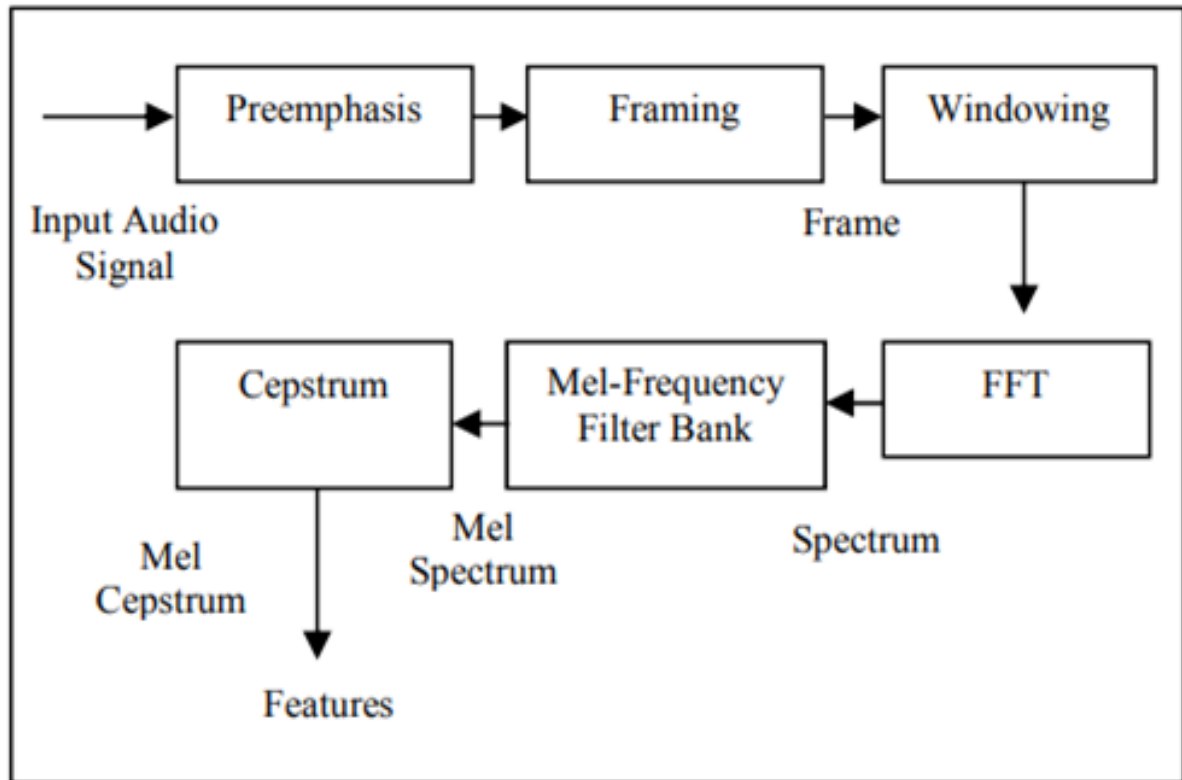 Preemphasis
Framing
Windowing
Input Audio
Signal
Frame
Cepstrum
Mel-Frequency
Filter Bank
FFT
Mel
Cepstrum
Mel
Spectrum
Spectrum
Features